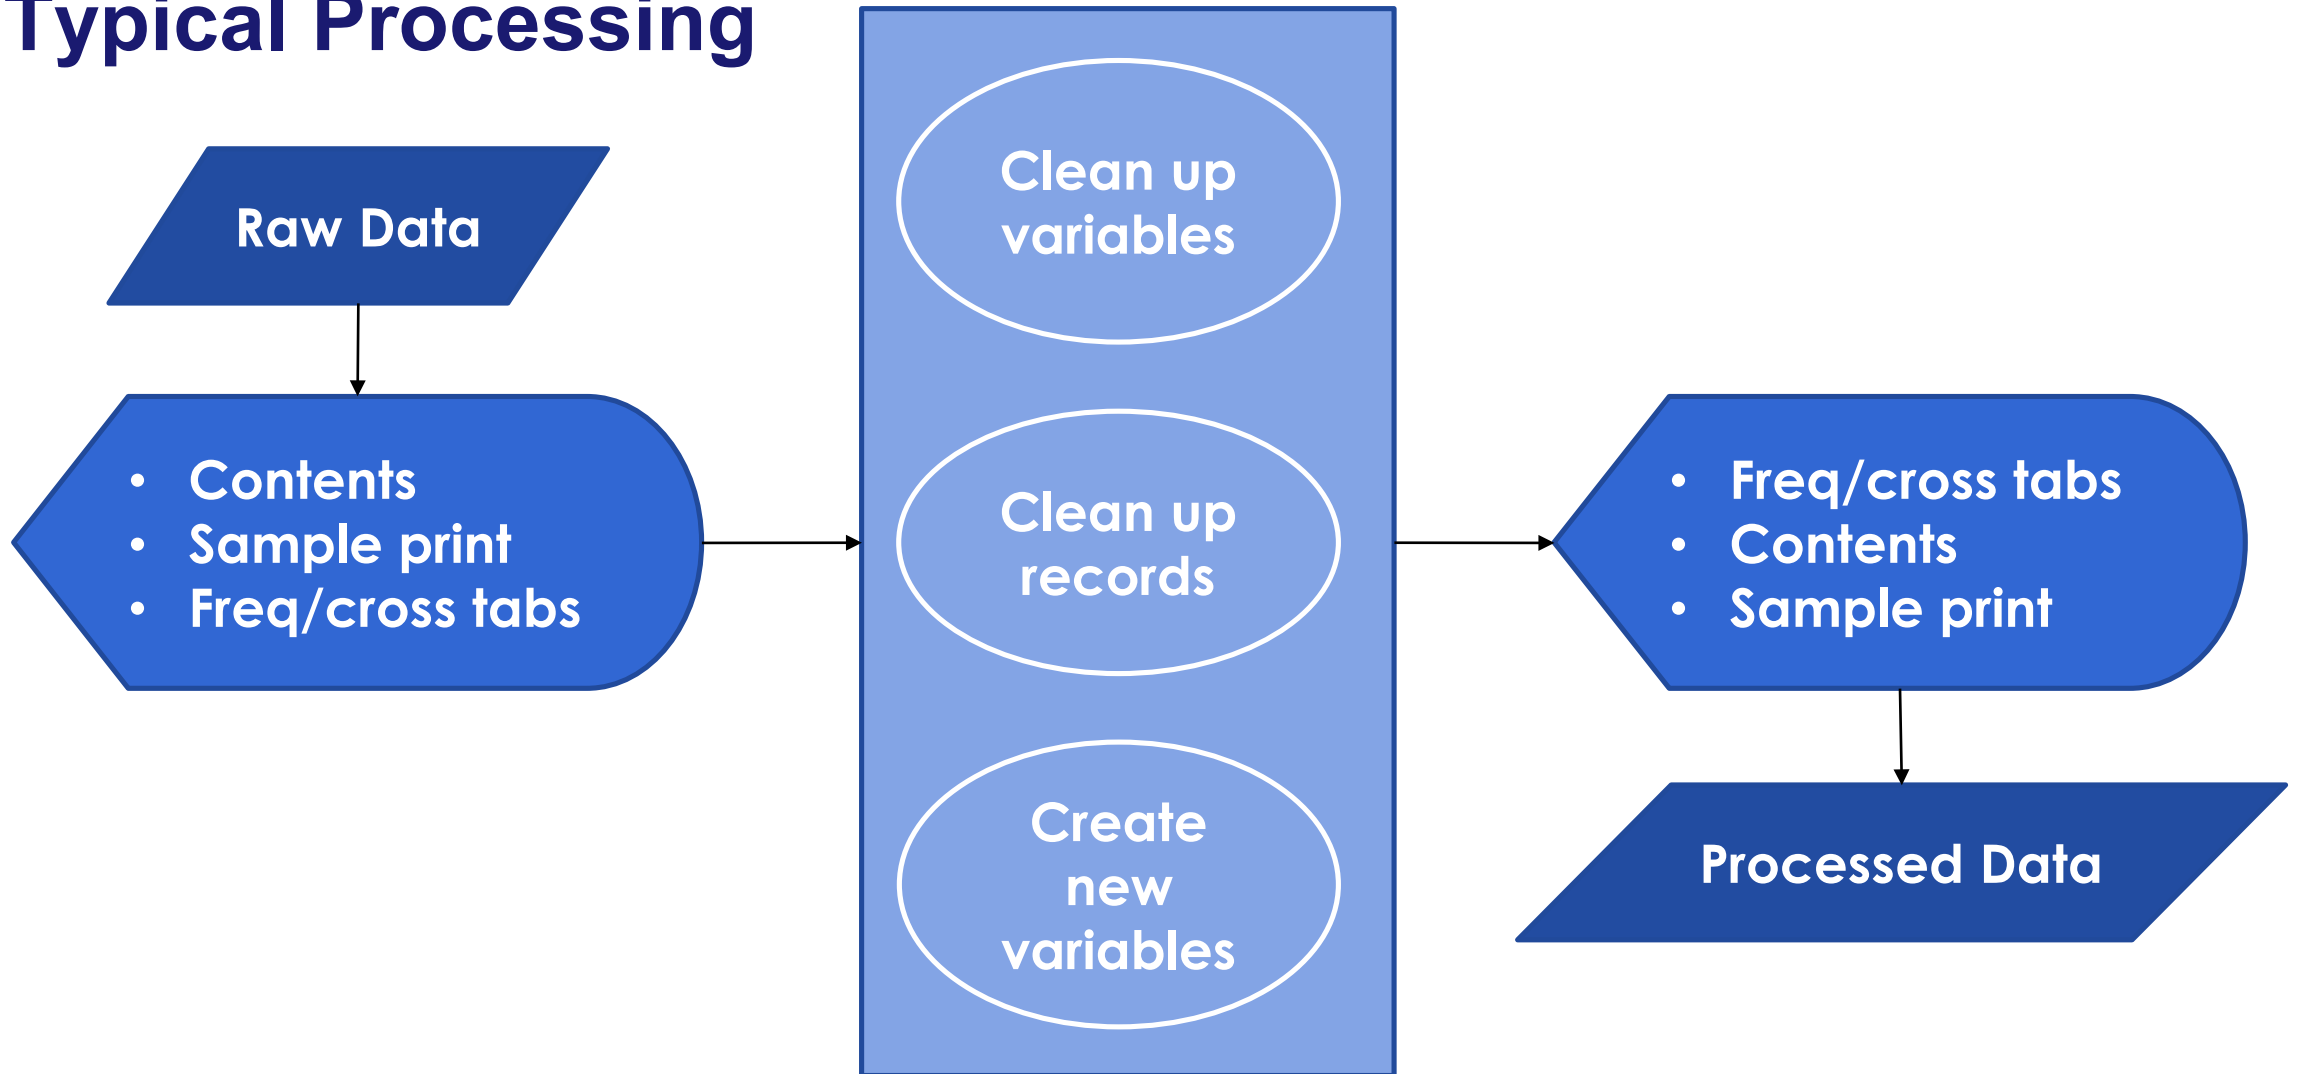 Typical Processing
Raw Data
• Contents
• Sample print
• Freq/cross tabs
Clean up
variables
Clean up
records
Create
new
variables
• Freq/cross tabs
• Contents
• Sample print
Processed Data